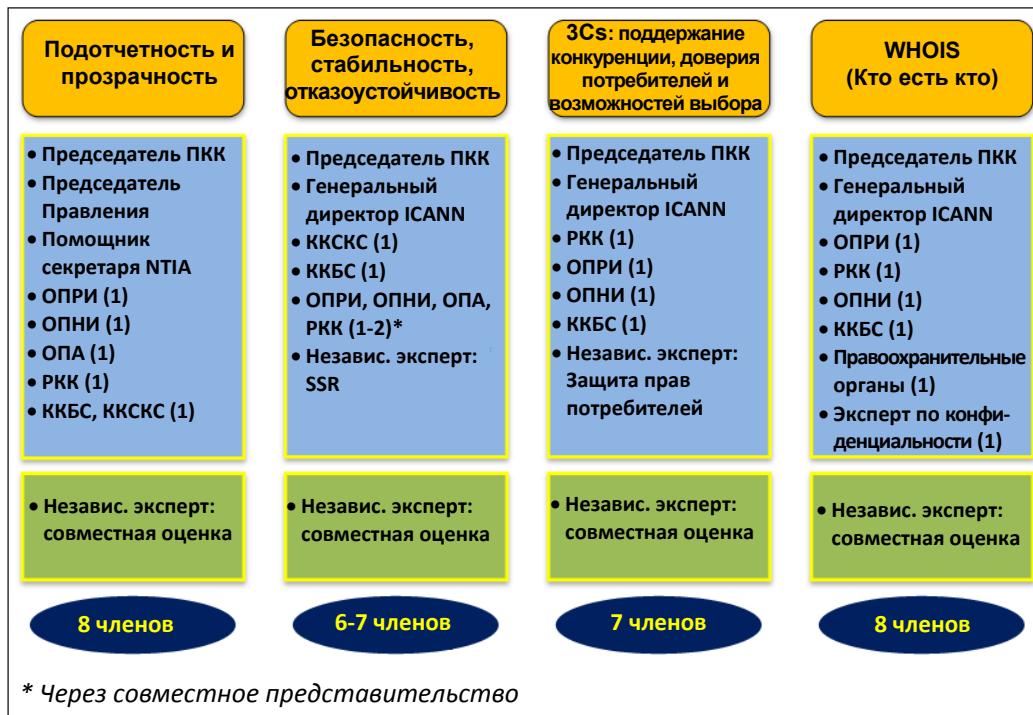 Подотчетность и
прозрачность
• Председатель ПКК
• Председатель
Правления
• Помощник
секретаря NTIA
• ОПРИ (1)
• ОПНИ (1)
• ОПА (1)
• РКК (1)
• ККБС, ККСКС (1)
• Независ. эксперт:
совместная оценка
8 членов
Безопасность,
стабильность,
отказоустойчивость
• Председатель ПКК
• Генеральный
директор ICANN
• ККСКС (1)
• ККБС (1)
• ОПРИ, ОПНИ, ОПА,
РКК (1-2)*
• Независ. эксперт:
SSR
• Независ. эксперт:
совместная оценка
6-7 членов
3Cs: поддержание
конкуренции, доверия
потребителей и
возможностей выбора
• Председатель ПКК
• Генеральный
директор ICANN
• РКК (1)
• ОПРИ (1)
• ОПНИ (1)
• ККБС (1)
• Независ. эксперт:
Защита прав
потребителей
• Независ. эксперт:
совместная оценка
7 членов
WHOIS
(Кто есть кто)
• Председатель ПКК
• Генеральный
директор ICANN
• ОПРИ (1)
• РКК (1)
• ОПНИ (1)
• ККБС (1)
• Правоохранительные
органы (1)
• Эксперт по конфи-
денциальности (1)
• Независ. эксперт:
совместная оценка
8 членов
* Через совместное представительство